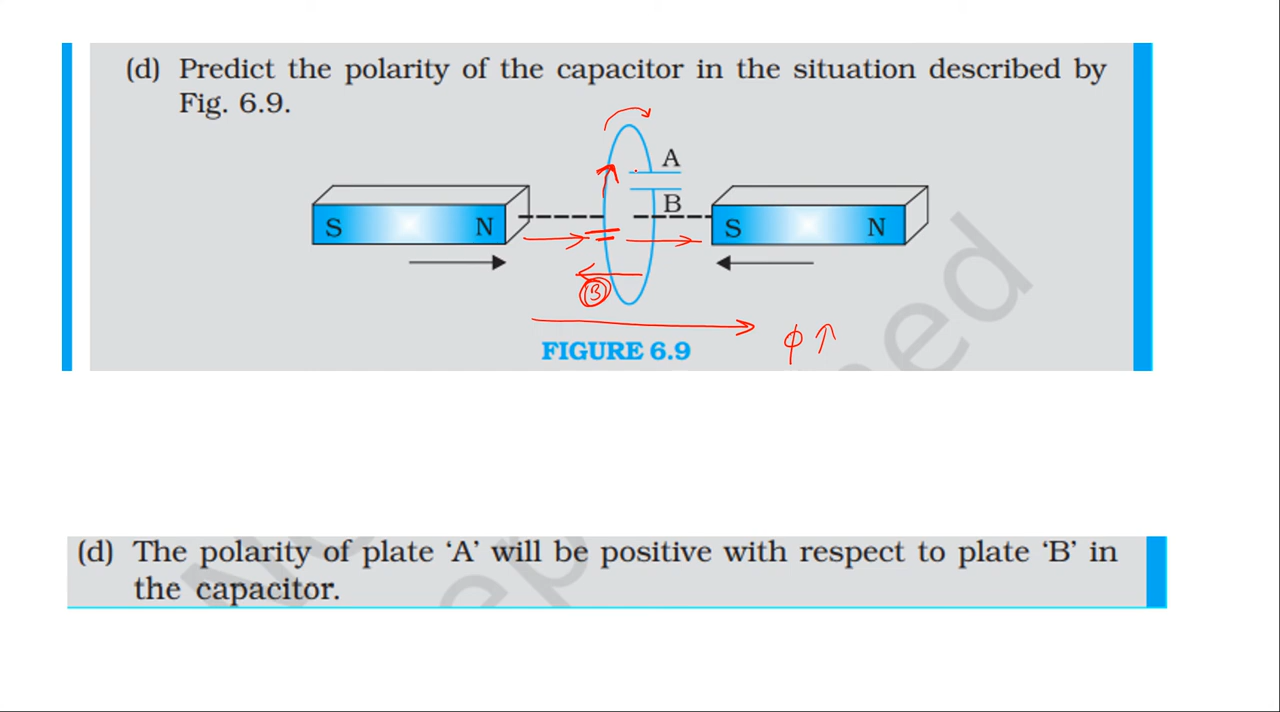 (d) Predict the polarity of the capacitor in the situation described by
Fig. 6.9.
A
B
S N
S N
B
ϕ ↑
FIGURE 6.9
(d) The polarity of plate ‘A’ will be positive with respect to plate ‘B’ in
the capacitor.